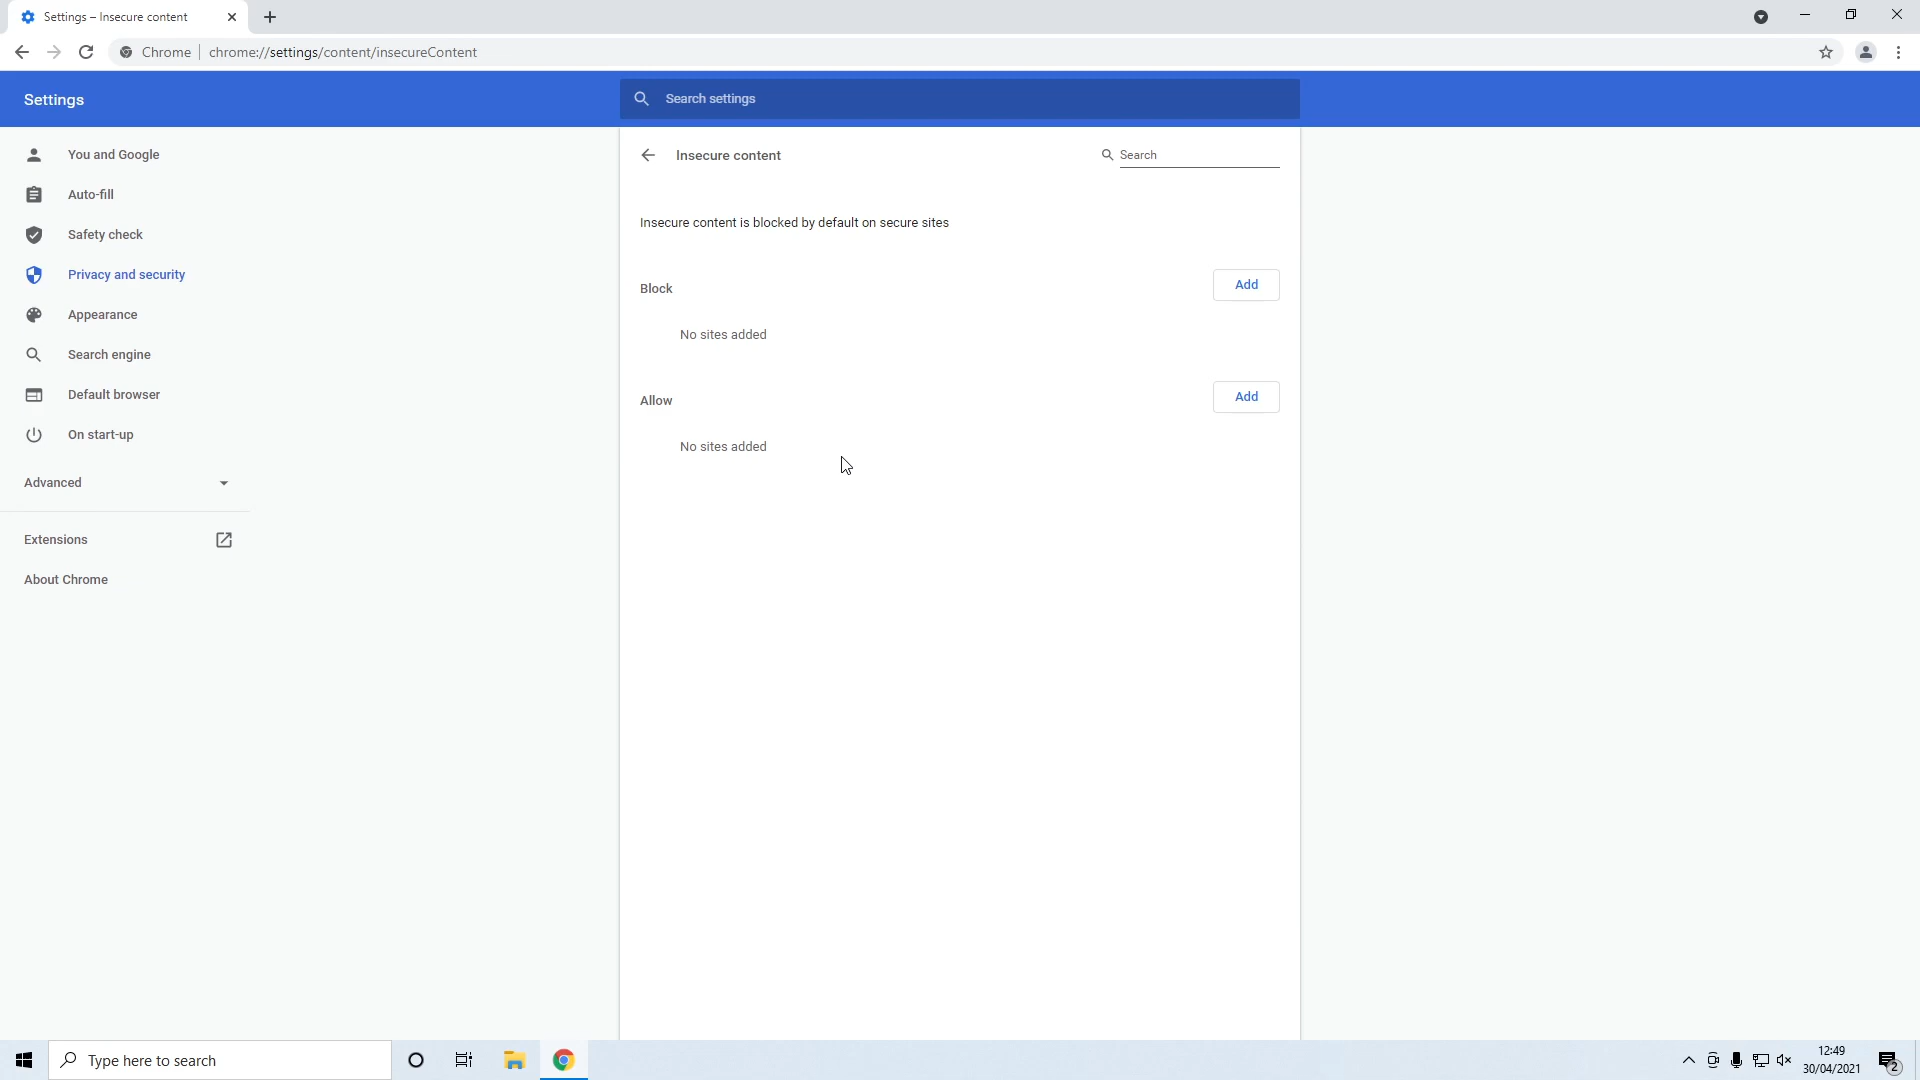 Settings – Insecure content
Chrome
chrome://settings/content/insecureContent
Settings
Search settings
You and Google
Auto-fill
Safety check
Privacy and security
Appearance
Search engine
Default browser
On start-up
Advanced
Extensions
About Chrome
Insecure content
Search
Insecure content is blocked by default on secure sites
Block
Add
No sites added
Allow
Add
No sites added
Type here to search
12:49
30/04/2021
2